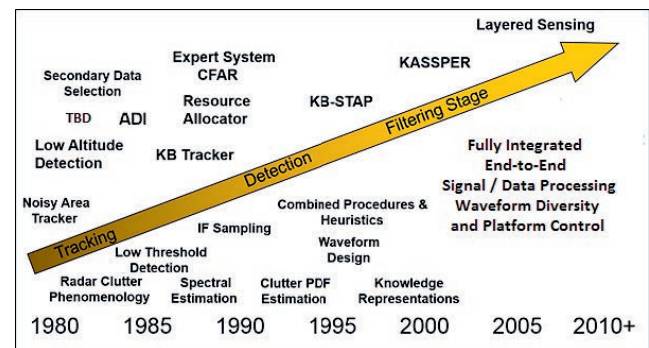 Layered Sensing
Expert System
CFAR
KASSPER
Secondary Data
Selection
Resource
Allocator
KB-STAP
TBD
ADI
Filtering Stage
Low Altitude
Detection
KB Tracker
Detection
Fully Integrated
End-to-End
Signal / Data Processing
Waveform Diversity
and Platform Control
Noisy Area
Tracker
Combined Procedures &
Heuristics
IF Sampling
Tracking
Waveform
Design
Low Threshold
Detection
Radar Clutter
Phenomenology
Spectral
Estimation
Clutter PDF
Estimation
Knowledge
Representations
1980 1985 1990 1995 2000 2005 2010+